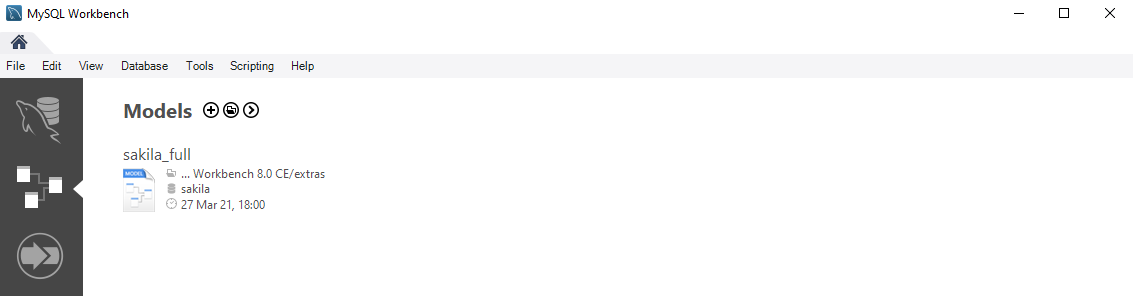 MySQL Workbench
File Edit View Database Tools Scripting Help
Models
sakila_full
MODEL
... Workbench 8.0 CE/extras
sakila
27 Mar 21, 18:00